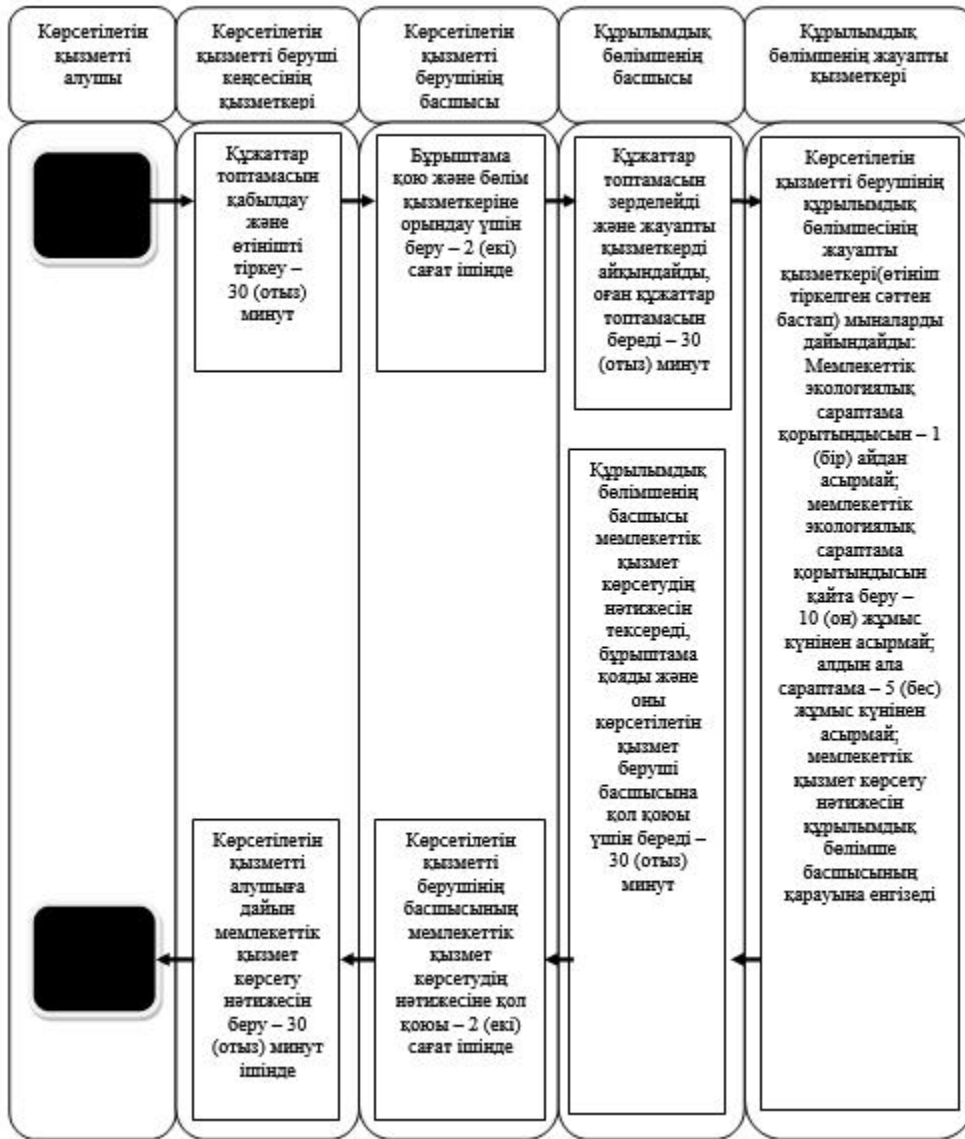 Көрсетілетін
қызметті
алушы
Көрсетілетін
қызметті беруші
кеңсесінің
қызметкері
Көрсетілетін
қызметті
берушінің
басшысы
Құрылымдық
бөлімшенің
басшысы
Құрылымдық
бөлімшенің жауапты
қызметкері
Құжаттар
топтамасын
қабылдау
және
өтінішті
тіркеу –
30 (отыз)
минут
Бұрыштама
қою және бөлім
қызметкеріне
орындау үшін
беру – 2 (екі)
сағат ішінде
Құжаттар
топтамасын
зерделейді
және жауапты
қызметкерді
айқындайды,
оған құжаттар
топтамасын
береді – 30
(отыз) минут
Көрсетілетін
қызметті берушінің
құрылымдық
бөлімшесінің
жауапты
қызметкері(өтініш
тіркелген сәттен
бастап) мыналарды
дайындайды:
Мемлекеттік
экологиялық
сараптама
қорытындысын – 1
(бір) айдан
асырмай;
мемлекеттік
экологиялық
сараптама
қорытындысын
қайта беру –
10 (он) жұмыс
күнінен асырмай;
алдын ала
сараптама – 5 (бес)
жұмыс күнінен
асырмай;
мемлекеттік
қызмет көрсету
нәтижесін
құрылымдық
бөлімше
басшысының
қарауына енгізеді
Құрылымдық
бөлімшенің
басшысы
мемлекеттік
қызмет
көрсетудің
нәтижесін
тексереді,
бұрыштама
қояды және
оны
көрсетілетін
қызмет
беруші
басшысына
қол қоюы
үшін береді –
30 (отыз)
минут
Көрсетілетін
қызметті
берушінің
басшысының
мемлекеттік
қызмет
көрсетудің
нәтижесіне қол
қоюы – 2 (екі)
сағат ішінде
Көрсетілетін
қызметті
алушыға
дайын
мемлекеттік
қызмет
көрсету
нәтижесін
беру – 30
(отыз) минут
ішінде